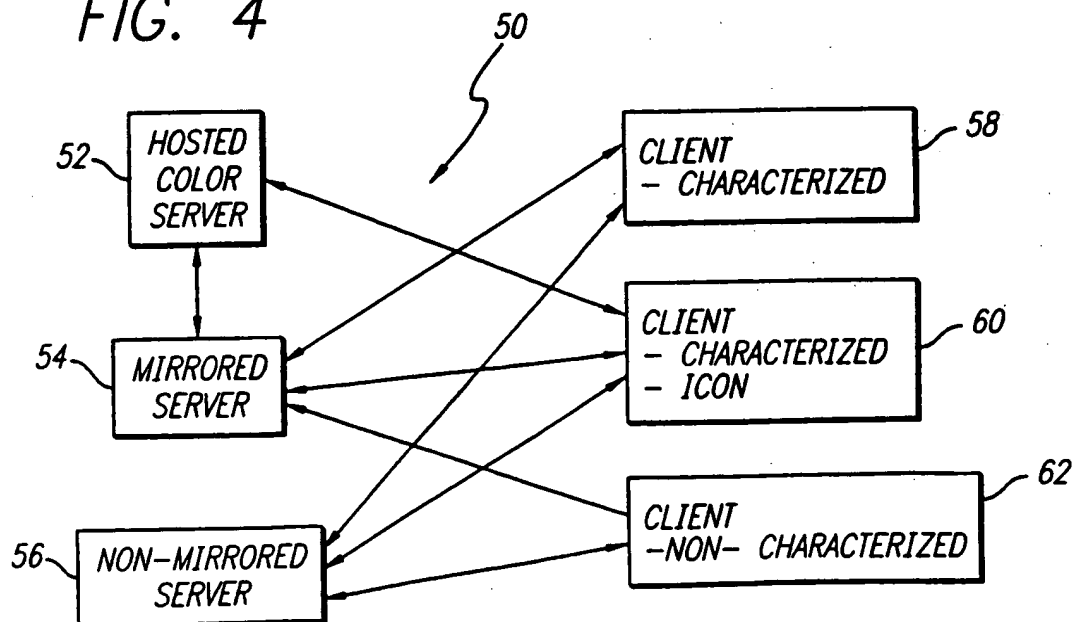 FIG. 4
50
52
HOSTED
COLOR
SERVER
54
MIRRORED
SERVER
56
NON-MIRRORED
SERVER
58
CLIENT
- CHARACTERIZED
60
CLIENT
- CHARACTERIZED
- ICON
62
CLIENT
-NON- CHARACTERIZED